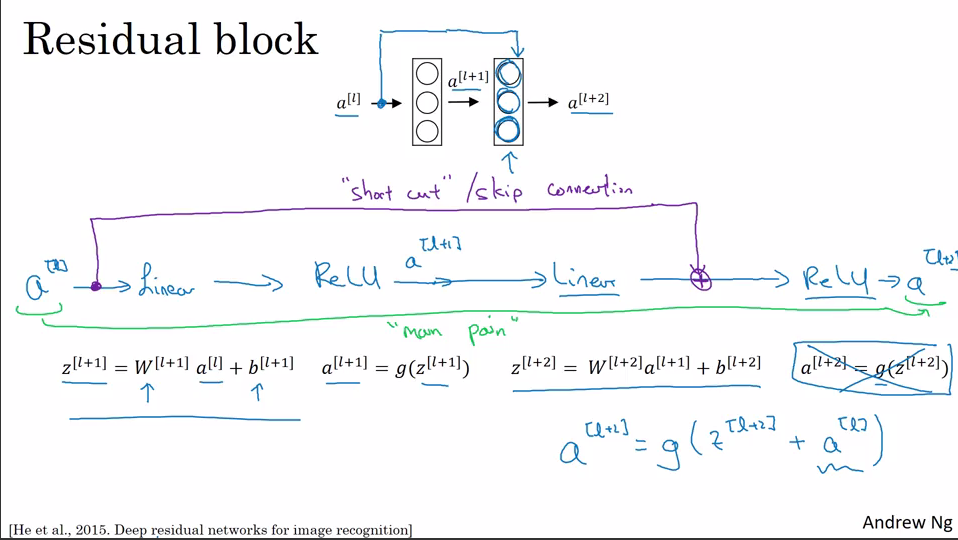 Residual block
a[l] a[l+1] a[l+2]
"short cut" / skip connection
a[l] Linear ReLU a[l+1] Linear + ReLU a[l+2]
"main path"
z[l+1] = W[l+1] a[l] + b[l+1] a[l+1] = g(z[l+1]) z[l+2] = W[l+2]a[l+1] + b[l+2] a[l+2] = g(z[l+2])
a[l+2] = g(z[l+2] + a[l])
Andrew Ng
[He et al., 2015. Deep residual networks for image recognition]